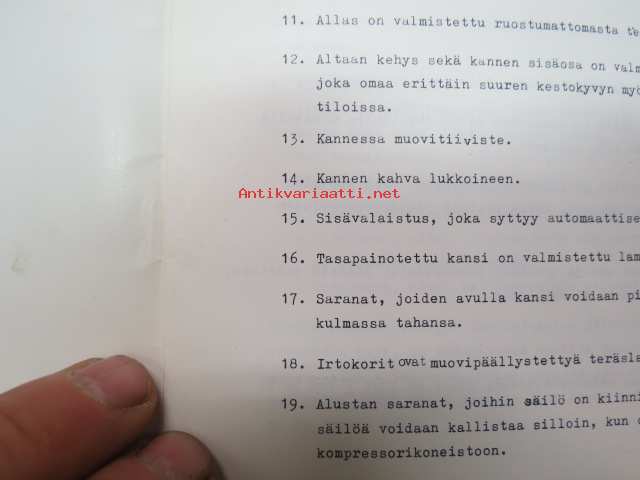 11. Allas on valmistettu ruostumattomasta
12. Altaan kehys sekä kannen sisäosa on
joka omaa erittäin suuren kestokyvyn
tiloissa.
13. Kannessa muovitiiviste.
14. Kannen kahva lukkoineen.
Antikvariaatti.net
15. Sisävalaistus, joka syttyy
16. Tasapainotettu kansi on valmistettu
17. Saranat, joiden avulla kansi voidaan
kulmassa tahansa.
18. Irtokorit ovat muovipäällystettyä
19. Alustan saranat, joihin säilö on
säilöä voidaan kallistaa silloin, kun
kompressorikoneistoon.